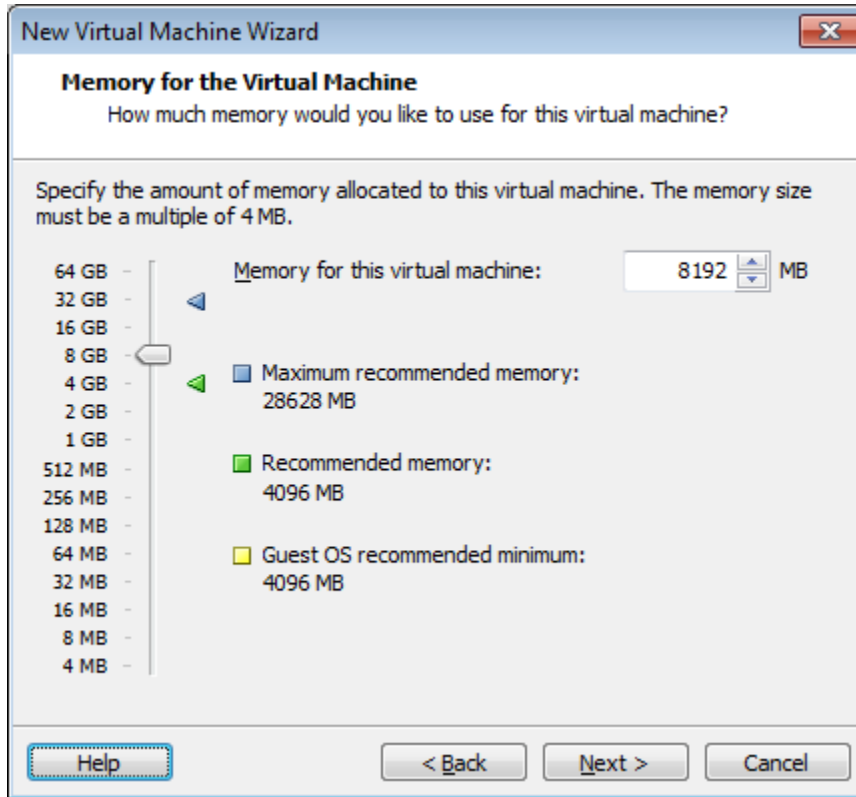 New Virtual Machine Wizard
Memory for the Virtual Machine
How much memory would you like to use for this virtual machine?
Specify the amount of memory allocated to this virtual machine. The memory size
must be a multiple of 4 MB.
64 GB
32 GB
16 GB
8 GB
4 GB
2 GB
1 GB
512 MB
256 MB
128 MB
64 MB
32 MB
16 MB
8 MB
4 MB
Memory for this virtual machine: 8192 MB
Maximum recommended memory:
28628 MB
Recommended memory:
4096 MB
Guest OS recommended minimum:
4096 MB
Help < Back Next > Cancel